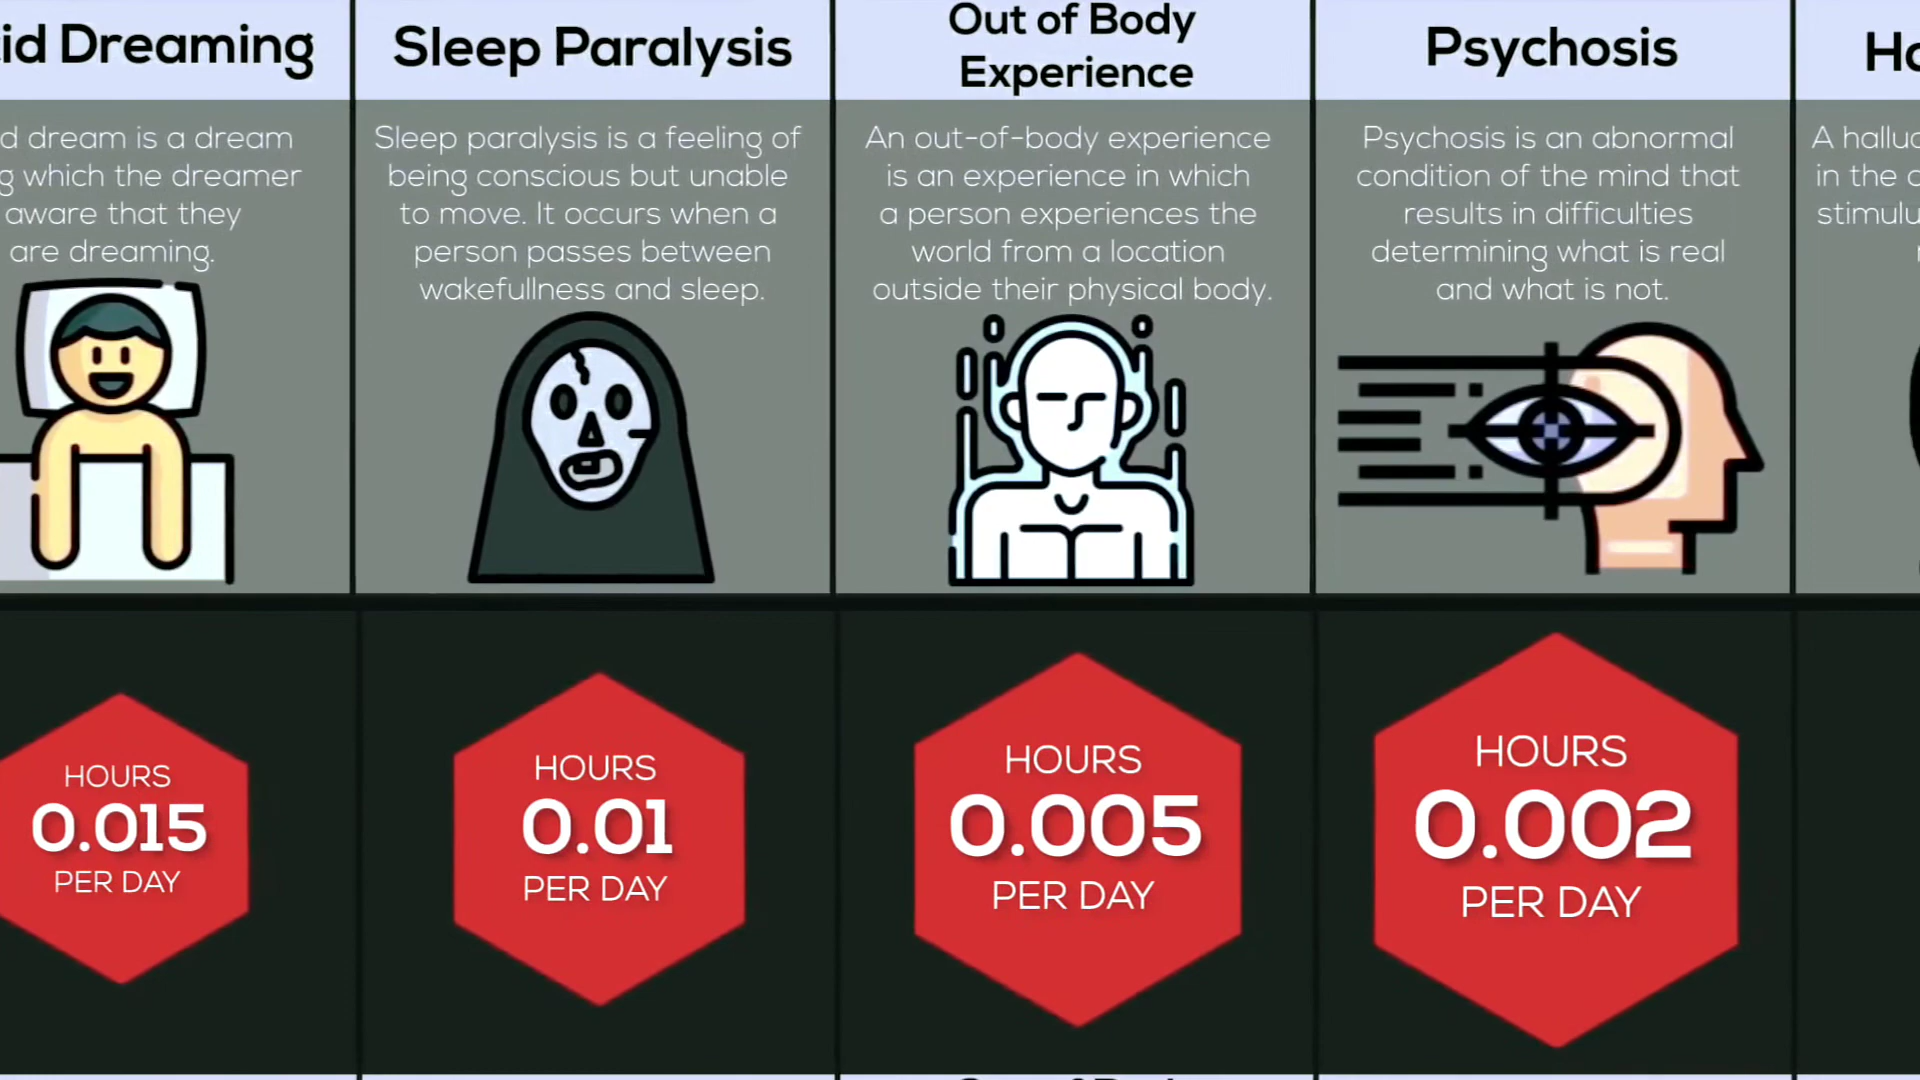 Dreaming
Sleep Paralysis
Out of Body
Experience
Psychosis
dream is a dream
which the dreamer
aware that they
are dreaming.
Sleep paralysis is a feeling of
being conscious but unable
to move. It occurs when a
person passes between
wakefullness and sleep.
An out-of-body experience
is an experience in which
a person experiences the
world from a location
outside their physical body.
Psychosis is an abnormal
condition of the mind that
results in difficulties
determining what is real
and what is not.
A
in the
HOURS
0.015
PER DAY
HOURS
0.01
PER DAY
HOURS
0.005
PER DAY
HOURS
0.002
PER DAY